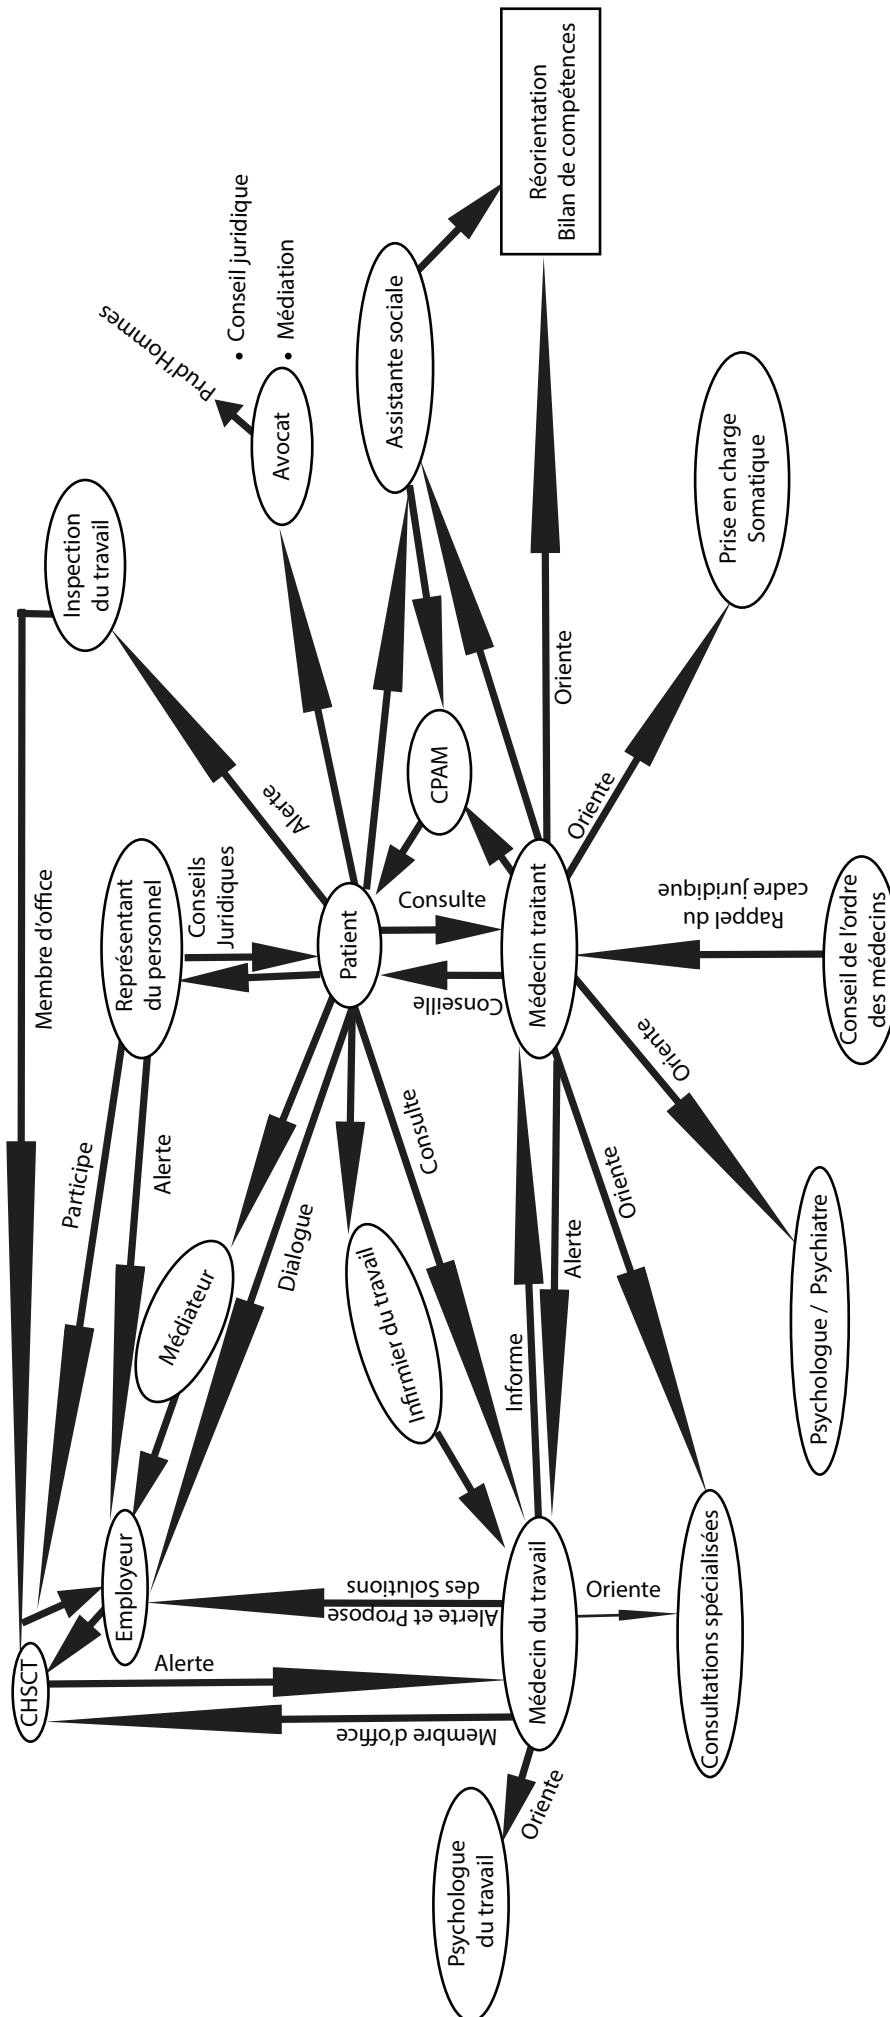 CHSCT
Membre d'office
Inspection
du travail
Prud'Hommes
Participe
Représentant
du personnel
Alerte
Conseils
Juridiques
Alerte
Avocat
• Conseil juridique
• Médiation
Employeur
Médiateur
Dialogue
Alerte
Patient
Assistante sociale
Infirmier du travail
Consulte
Consulte
Conseille
CPAM
Membre d'office
Alerte et Propose
des Solutions
Psychologue
du travail
Oriente
Médecin du travail
Informe
Alerte
Médecin traitant
Oriente
Réorientation
Bilan de compétences
Oriente
Oriente
Oriente
Oriente
Rappel du
cadre juridique
Prise en charge
Somatique
Consultations spécialisées
Psychologue / Psychiatre
Conseil de l'ordre
des médecins